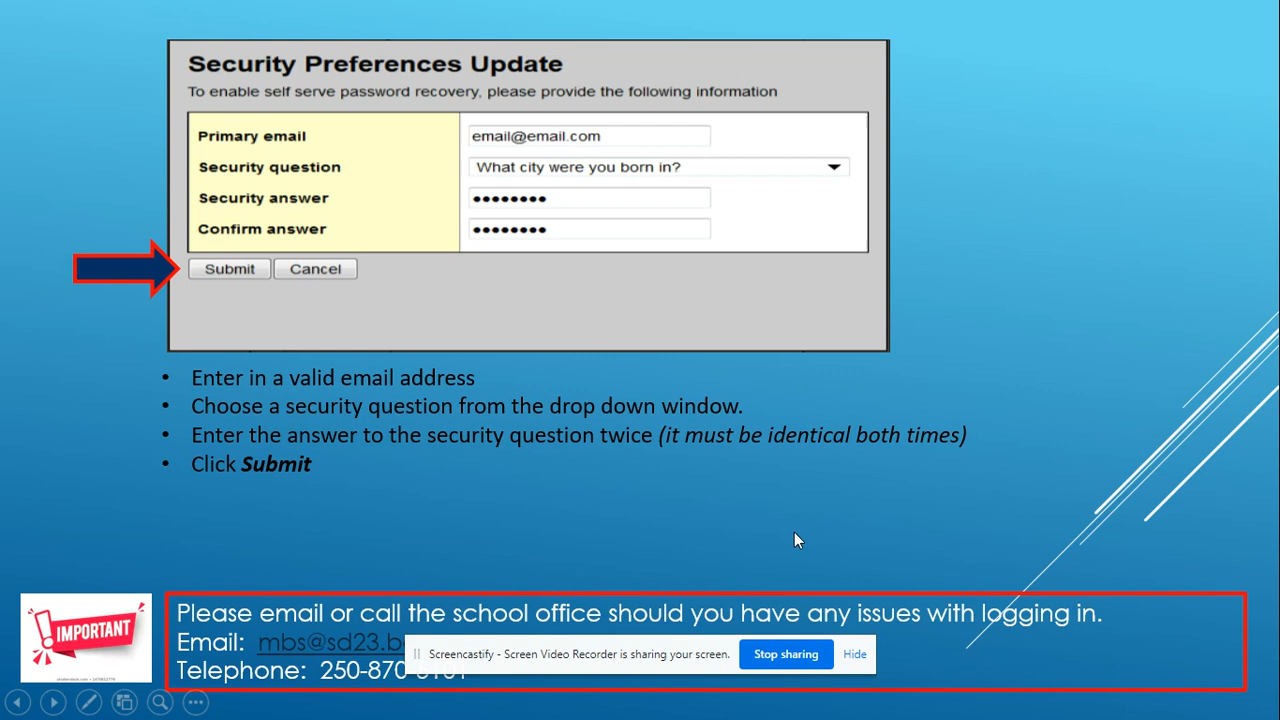 Security Preferences Update
To enable self serve password recovery, please provide the following information
Primary email email@email.com
Security question What city were you born in?
Security answer ••••••••
Confirm answer ••••••••
Submit Cancel
• Enter in a valid email address
• Choose a security question from the drop down window.
• Enter the answer to the security question twice (it must be identical both times)
• Click Submit
IMPORTANT
Please email or call the school office should you have any issues with logging in.
Email: mbs@sd23.b
Screencastify - Screen Video Recorder is sharing your screen. Stop sharing Hide
Telephone: 250-870